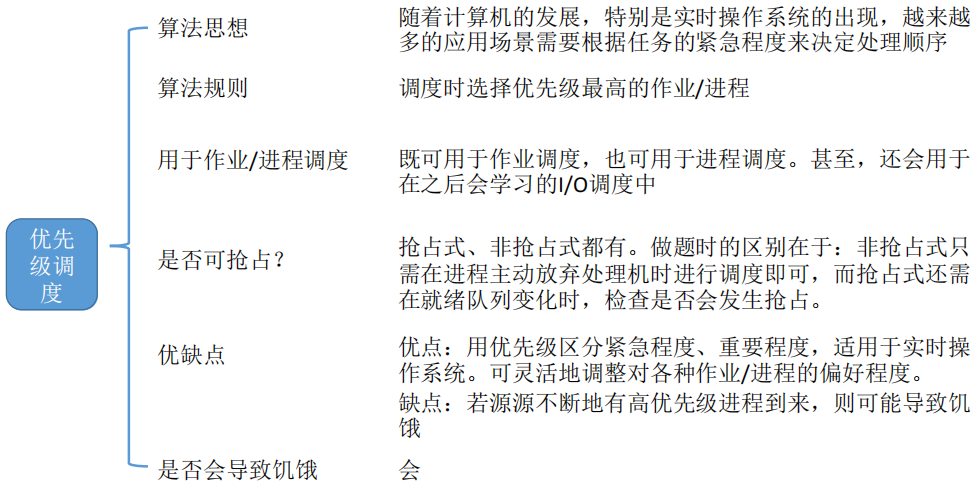 优先
级调
度
算法思想
随着计算机的发展，特别是实时操作系统的出现，越来越
多的应用场景需要根据任务的紧急程度来决定处理顺序
算法规则
调度时选择优先级最高的作业/进程
用于作业/进程调度
既可用于作业调度，也可用于进程调度。甚至，还会用于
在之后会学习的I/O调度中
是否可抢占？
抢占式、非抢占式都有。做题时的区别在于：非抢占式只
需在进程主动放弃处理机时进行调度即可，而抢占式还需
在就绪队列变化时，检查是否会发生抢占。
优缺点
优点：用优先级区分紧急程度、重要程度，适用于实时操
作系统。可灵活地调整对各种作业/进程的偏好程度。
缺点：若源源不断地有高优先级进程到来，则可能导致饥
饿
是否会导致饥饿
会